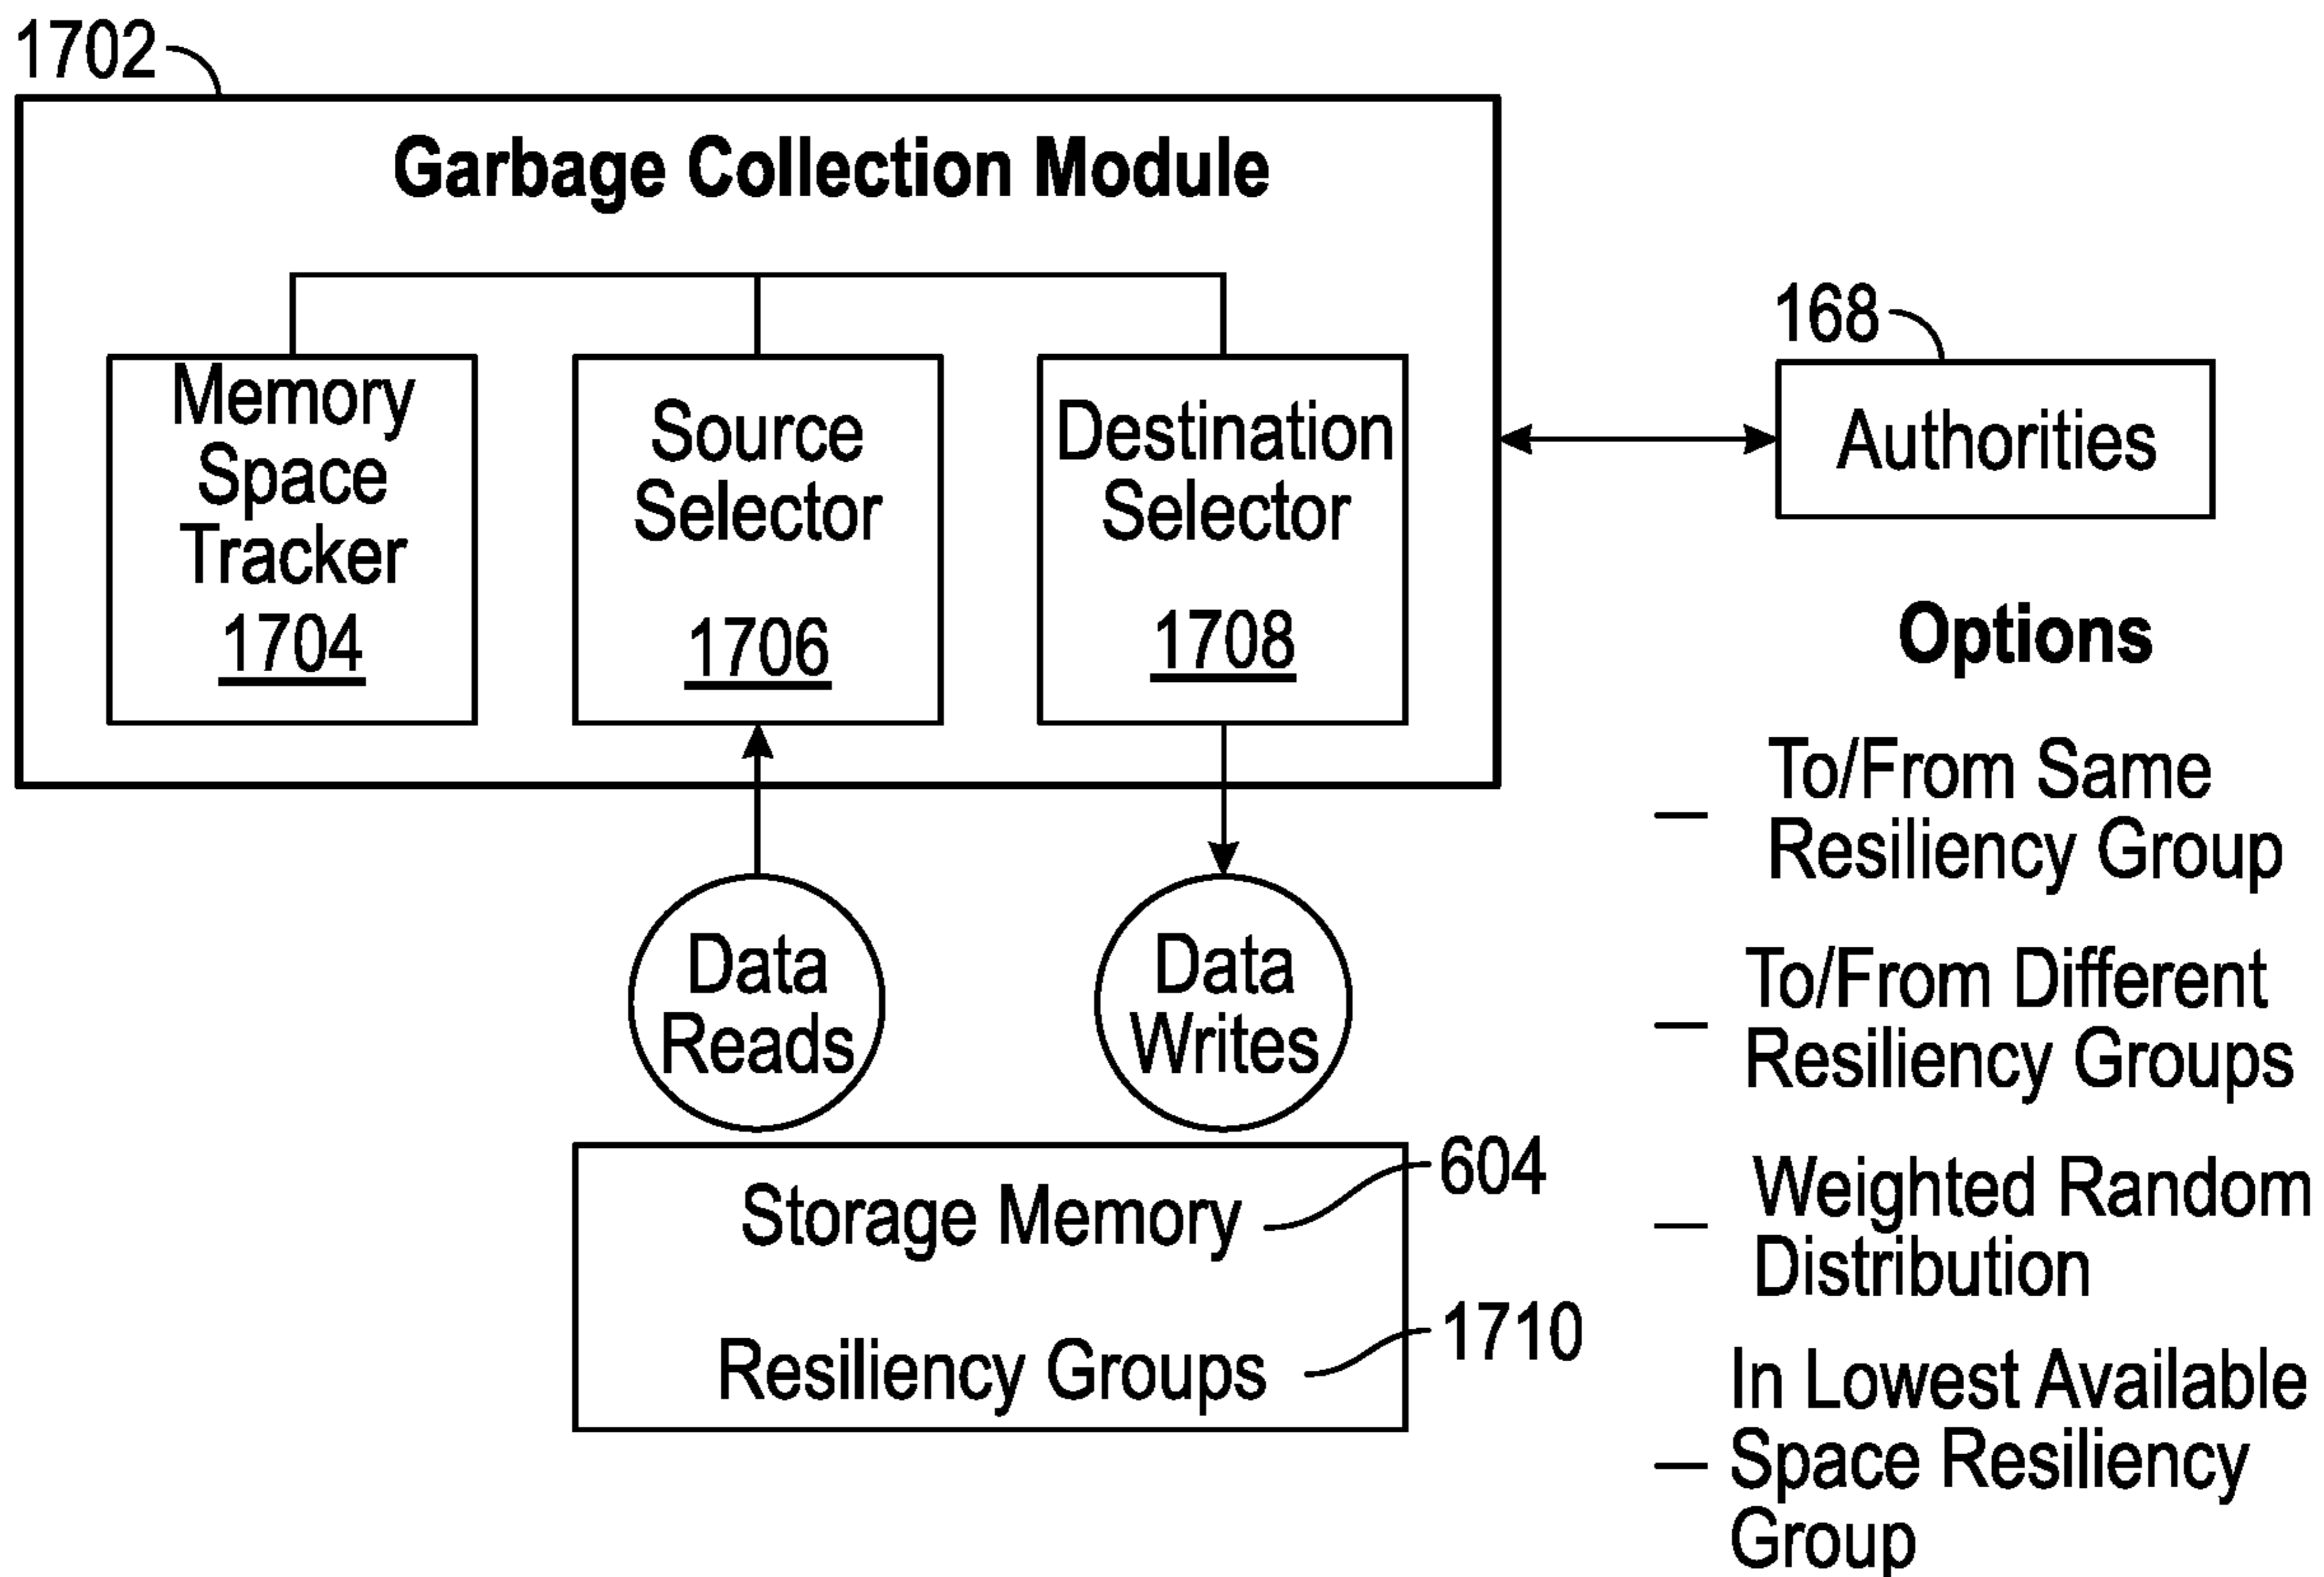 1702
Garbage Collection Module
Memory
Space
Tracker
1704
Source
Selector
1706
Destination
Selector
1708
168
Authorities
Data
Reads
Data
Writes
Storage Memory
604
Resiliency Groups
1710
Options
— To/From Same
Resiliency Group
— To/From Different
Resiliency Groups
— Weighted Random
Distribution
In Lowest Available
— Space Resiliency
Group